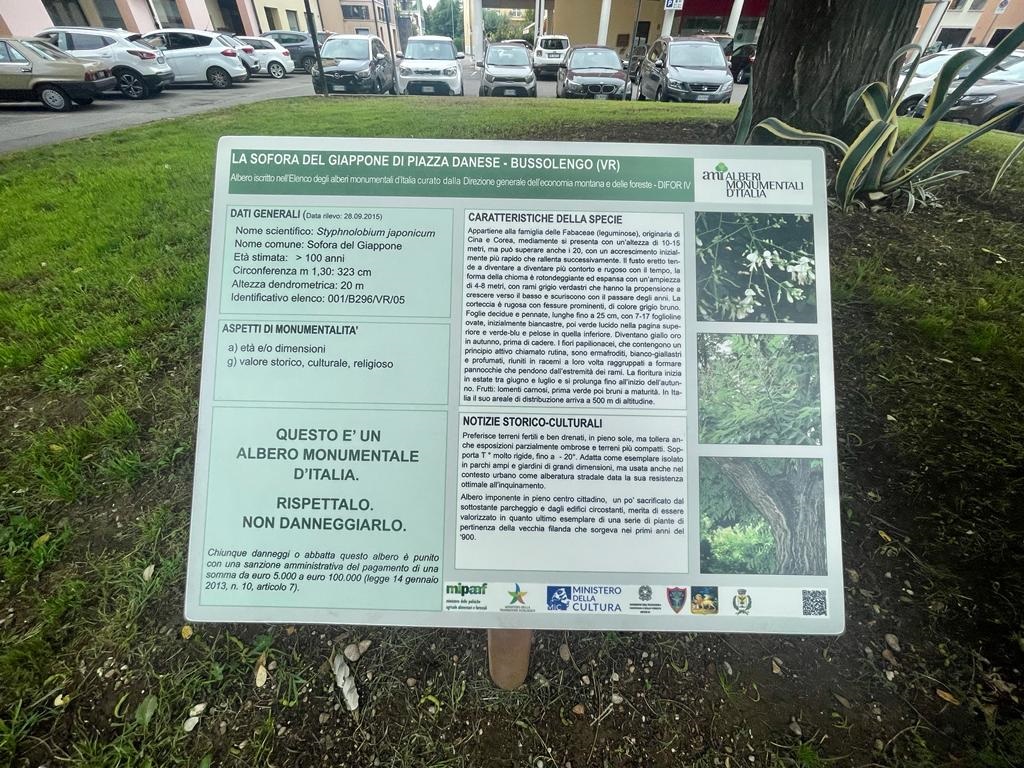 LA SOFORA DEL GIAPPONE DI PIAZZA DANESE - BUSSOLENGO (VR)
Albero iscritto nell'Elenco degli alberi monumentali d'Italia curato dalla Direzione generale dell'economia montana e delle foreste - DIFOR IV
ami ALBERI
MONUMENTALI
D'ITALIA
DATI GENERALI (Data rilievo: 28.09.2015)
Nome scientifico: Styphnolobium japonicum
Nome comune: Sofora del Giappone
Età stimata: > 100 anni
Circonferenza m 1,30: 323 cm
Altezza dendrometrica: 20 m
Identificativo elenco: 001/B296/VR/05
ASPETTI DI MONUMENTALITA'
a) età e/o dimensioni
g) valore storico, culturale, religioso
QUESTO E' UN
ALBERO MONUMENTALE
D'ITALIA.
RISPETTALO.
NON DANNEGGIARLO.
Chiunque danneggi o abbatta questo albero è punito
con una sanzione amministrativa del pagamento di una
somma da euro 5.000 a euro 100.000 (legge 14 gennaio
2013, n. 10, articolo 7).
CARATTERISTICHE DELLA SPECIE
Appartiene alla famiglia delle Fabaceae (leguminose), originaria di
Cina e Corea, mediamente si presenta con un'altezza di 10-15
metri, ma può superare anche i 20, con un accrescimento inizial-
mente più rapido che rallenta successivamente. Il fusto eretto ten-
de a diventare a diventare più contorto e rugoso con il tempo, la
forma della chioma è rotondeggiante ed espansa con un'ampiezza
di 4-8 metri, con rami grigio verdastri che hanno la propensione a
crescere verso il basso e scuriscono con il passare degli anni. La
corteccia è rugosa con fessure prominenti, di colore grigio bruno.
Foglie decidue e pennate, lunghe fino a 25 cm, con 7-17 foglioline
ovate, inizialmente biancastre, poi verde lucido nella pagina supe-
riore e verde-blu e pelose in quella inferiore. Diventano giallo oro
in autunno, prima di cadere. I fiori papilionacei, che contengono un
principio attivo chiamato rutina, sono ermafroditi, bianco-giallastri
e profumati, riuniti in racemi a loro volta raggruppati a formare
pannocchie che pendono dall'estremità dei rami. La fioritura inizia
in estate tra giugno e luglio e si prolunga fino all'inizio dell'autun-
no. Frutti: lomenti carnosi, prima verde poi bruni a maturità. In Ita-
lia il suo areale di distribuzione arriva a 500 m di altitudine.
NOTIZIE STORICO-CULTURALI
Preferisce terreni fertili e ben drenati, in pieno sole, ma tollera an-
che esposizioni parzialmente ombrose e terreni più compatti. Sop-
porta T ° molto rigide, fino a - 20°. Adatta come esemplare isolato
in parchi ampi e giardini di grandi dimensioni, ma usata anche nel
contesto urbano come alberatura stradale data la sua resistenza
ottimale all'inquinamento.
Albero imponente in pieno centro cittadino, un po' sacrificato dal
sottostante parcheggio e dagli edifici circostanti, merita di essere
valorizzato in quanto ultimo esemplare di una serie di piante di
pertinenza della vecchia filanda che sorgeva nei primi anni del
'900.
mipaaf
ministero delle politiche
agricole alimentari e forestali
MIC
MINISTERO
DELLA
CULTURA